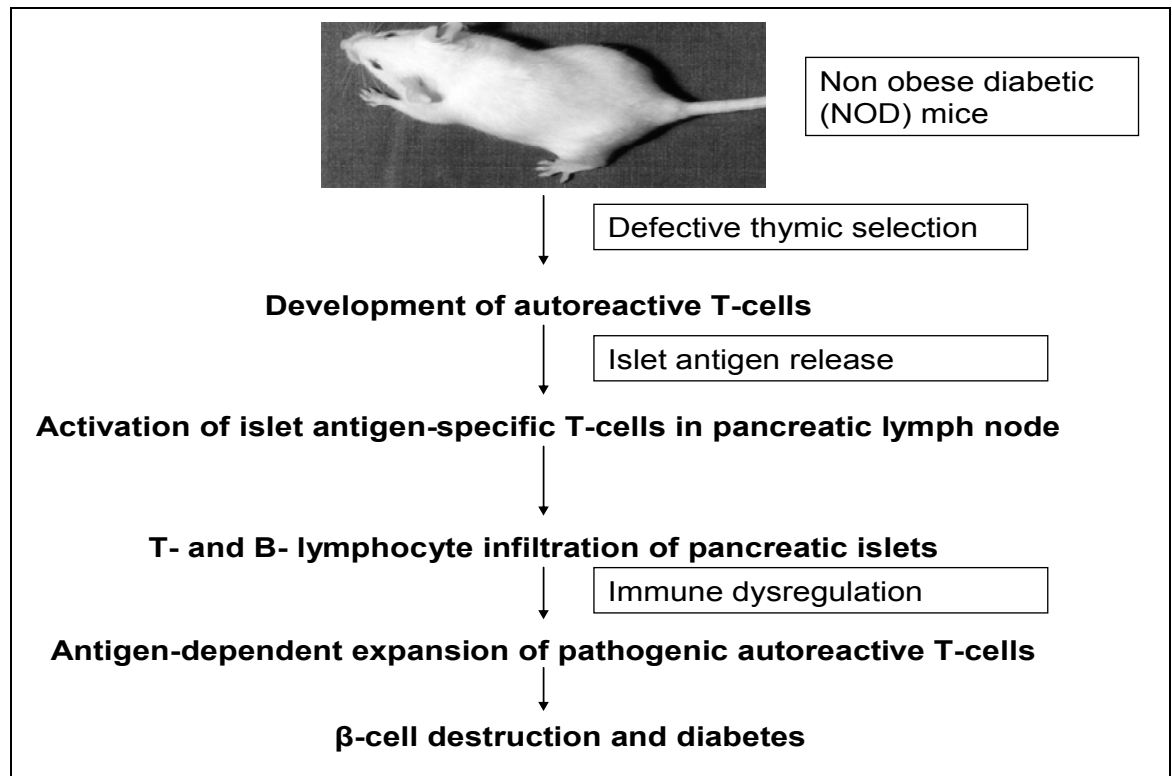 Non obese diabetic
(NOD) mice
Defective thymic selection
Development of autoreactive T-cells
Islet antigen release
Activation of islet antigen-specific T-cells in pancreatic lymph node
T- and B- lymphocyte infiltration of pancreatic islets
Immune dysregulation
Antigen-dependent expansion of pathogenic autoreactive T-cells
β-cell destruction and diabetes